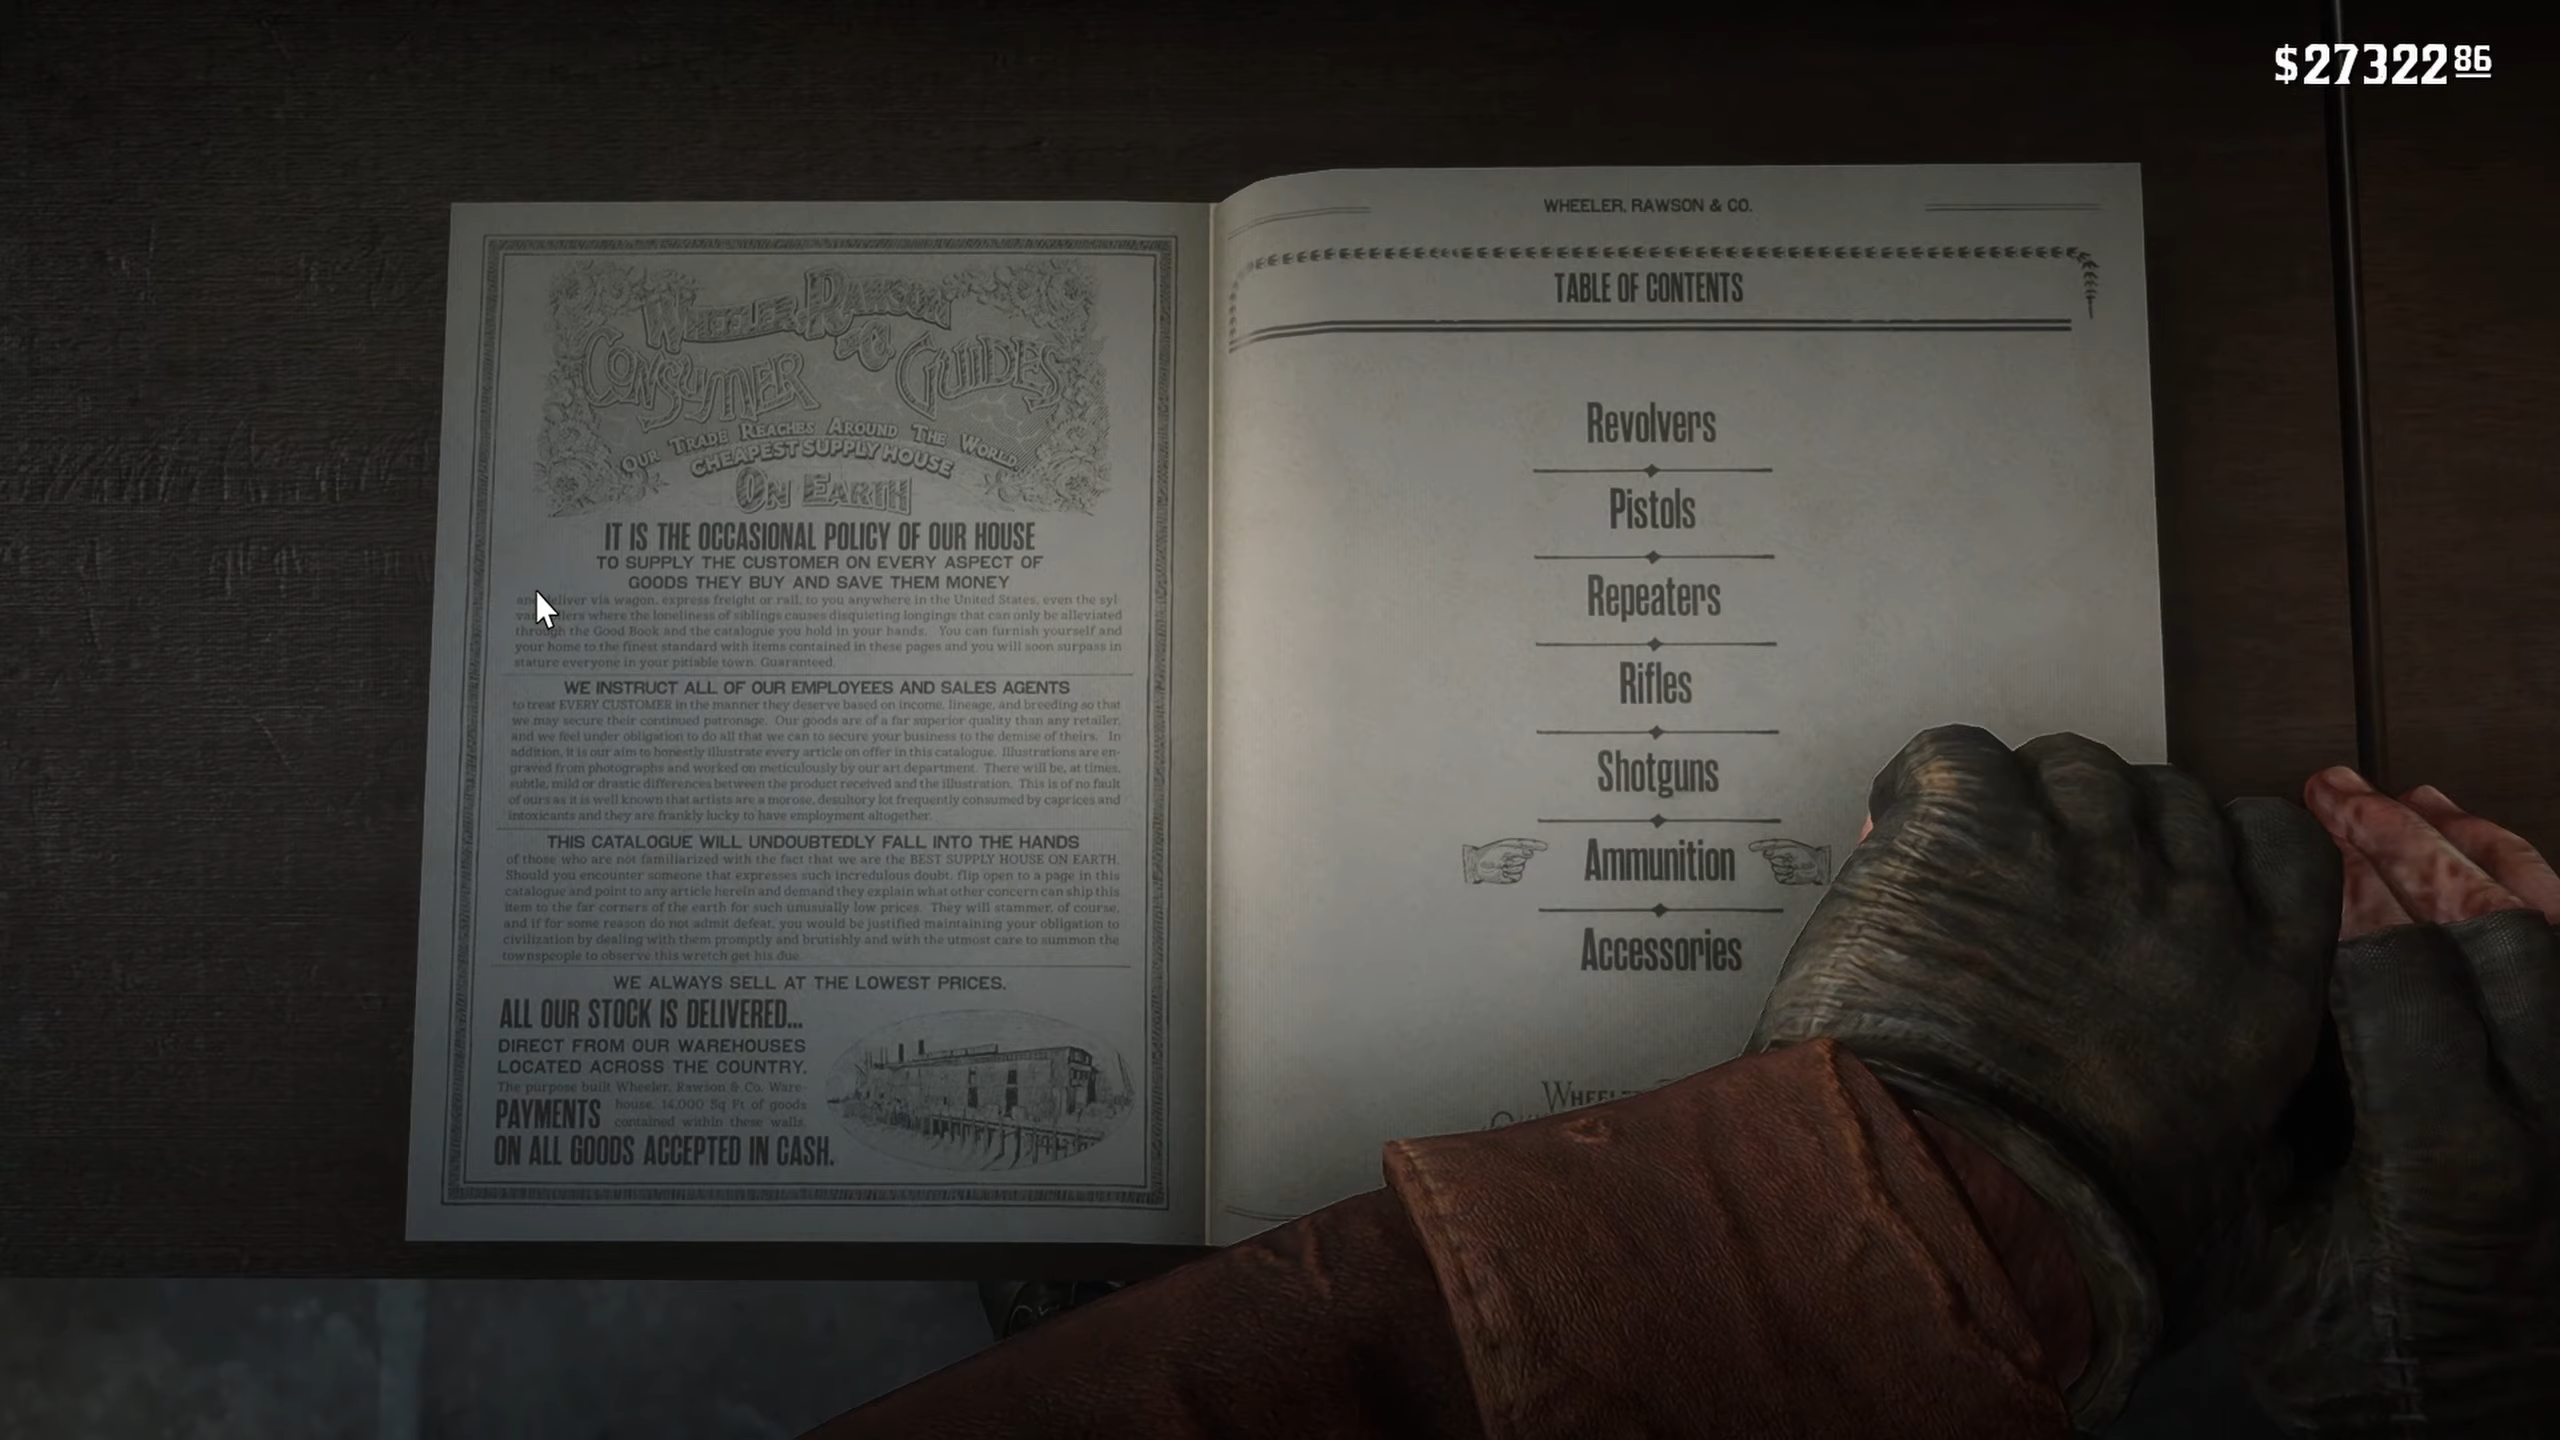 $27322 86
WHEELER, RAWSON
& Co.
CONSUMER GUIDES
OUR TRADE REACHES AROUND THE WORLD
CHEAPEST SUPPLY HOUSE
ON EARTH
IT IS THE OCCASIONAL POLICY OF OUR HOUSE
TO SUPPLY THE CUSTOMER ON EVERY ASPECT OF
GOODS THEY BUY AND SAVE THEM MONEY
deliver via wagon, express freight or rail, to you anywhere in the United States, even the syl-
where the loneliness of siblings causes disquieting longings that can only be alleviated
through the Good Book and the catalogue you hold in your hands. You can furnish yourself and
your home to the finest standard with items contained in these pages and you will soon surpass in
stature everyone in your pitiable town. Guaranteed.
WE INSTRUCT ALL OF OUR EMPLOYEES AND SALES AGENTS
to treat EVERY CUSTOMER in the manner they deserve based on income, lineage, and breeding so that
we may secure their continued patronage. Our goods are of a far superior quality than any retailer,
and we feel under obligation to do all that we can to secure your business to the demise of theirs. In
addition, it is our aim to honestly illustrate every article on offer in this catalogue. Illustrations are en-
graved from photographs and worked on meticulously by our art department. There will be, at times,
subtle, mild or drastic differences between the product received and the illustration. This is of no fault
of ours as it is well known that artists are a morose, desultory lot frequently consumed by caprices and
intoxicants and they are frankly lucky to have employment altogether.
THIS CATALOGUE WILL UNDOUBTEDLY FALL INTO THE HANDS
of those who are not familiarized with the fact that we are the BEST SUPPLY HOUSE ON EARTH.
Should you encounter someone that expresses such incredulous doubt, flip open to a page in this
catalogue and point to any article herein and demand they explain what other concern can ship this
item to the far corners of the earth for such unusually low prices. They will stammer, of course,
and if for some reason do not admit defeat, you would be justified maintaining your obligation to
civilization by dealing with them promptly and brutishly and with the utmost care to summon the
townspeople to observe this wretch get his due.
WE ALWAYS SELL AT THE LOWEST PRICES.
ALL OUR STOCK IS DELIVERED...
DIRECT FROM OUR WAREHOUSES
LOCATED ACROSS THE COUNTRY.
The purpose built Wheeler, Rawson & Co. Ware-
house. 14,000 Sq Ft of goods
PAYMENTS contained within these walls.
ON ALL GOODS ACCEPTED IN CASH.
WHEELER, RAWSON & CO.
TABLE OF CONTENTS
Revolvers
Pistols
Repeaters
Rifles
Shotguns
Ammunition
Accessories